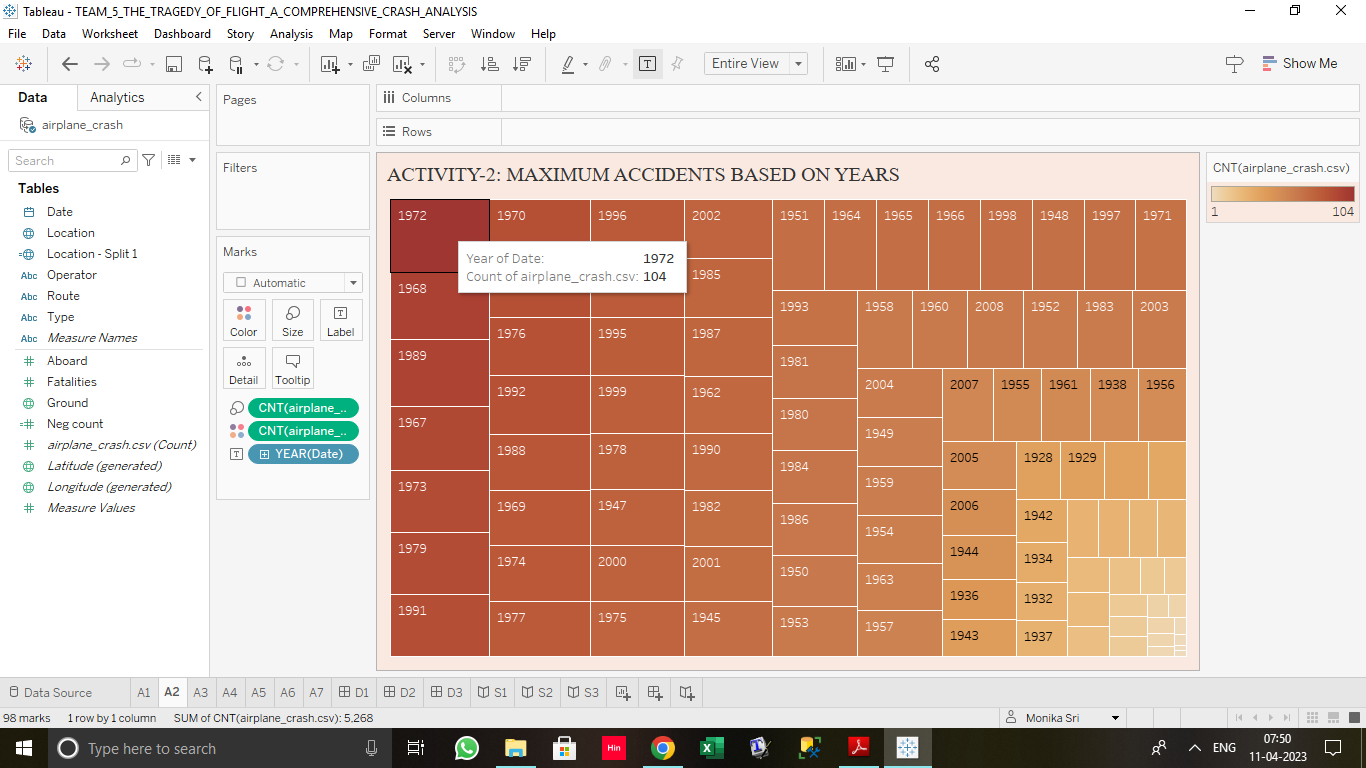 Tableau - TEAM_5_THE_TRAGEDY_OF_FLIGHT_A_COMPREHENSIVE_CRASH_ANALYSIS
File Data Worksheet Dashboard Story Analysis Map Format Server Window Help
Entire View
Show Me
Data Analytics
airplane_crash
Search
Tables
Date
Location
Location - Split 1
Abc Operator
Abc Route
Abc Type
Abc Measure Names
Aboard
Fatalities
Ground
Neg count
airplane_crash.csv (Count)
Latitude (generated)
Longitude (generated)
Measure Values
Pages
Filters
Marks
Automatic
Color Size Label
Detail Tooltip
CNT(airplane_..
CNT(airplane_..
YEAR(Date)
Columns
Rows
ACTIVITY-2: MAXIMUM ACCIDENTS BASED ON YEARS
1972
1968
1989
1967
1973
1979
1991
1970
1976
1992
1988
1969
1974
1977
1996
1995
1999
1978
1947
2000
1975
2002
1985
1987
1962
1990
1982
2001
1945
1951 1964 1965 1966 1998 1948 1997 1971
1993
1981
1980
1984
1986
1950
1953
1958 1960 2008 1952 1983 2003
2004
1949
1959
1954
1963
1957
2007 1955 1961 1938 1956
2005
2006
1944
1936
1943
1928 1929
1942
1934
1932
1937
Year of Date: 1972
Count of airplane_crash.csv: 104
CNT(airplane_crash.csv)
1 104
Data Source A1 A2 A3 A4 A5 A6 A7 D1 D2 D3 S1 S2 S3
98 marks 1 row by 1 column SUM of CNT(airplane_crash.csv): 5,268
Monika Sri
Type here to search
Hin
ENG
07:50
11-04-2023